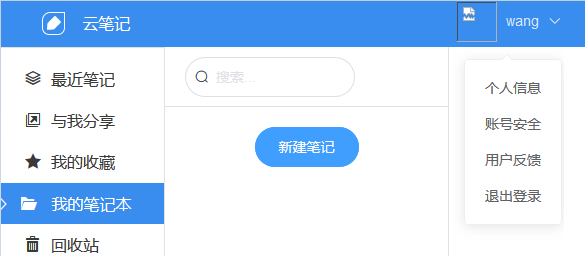 云笔记
wang
最近笔记
与我分享
我的收藏
我的笔记本
回收站
搜索...
新建笔记
个人信息
账号安全
用户反馈
退出登录